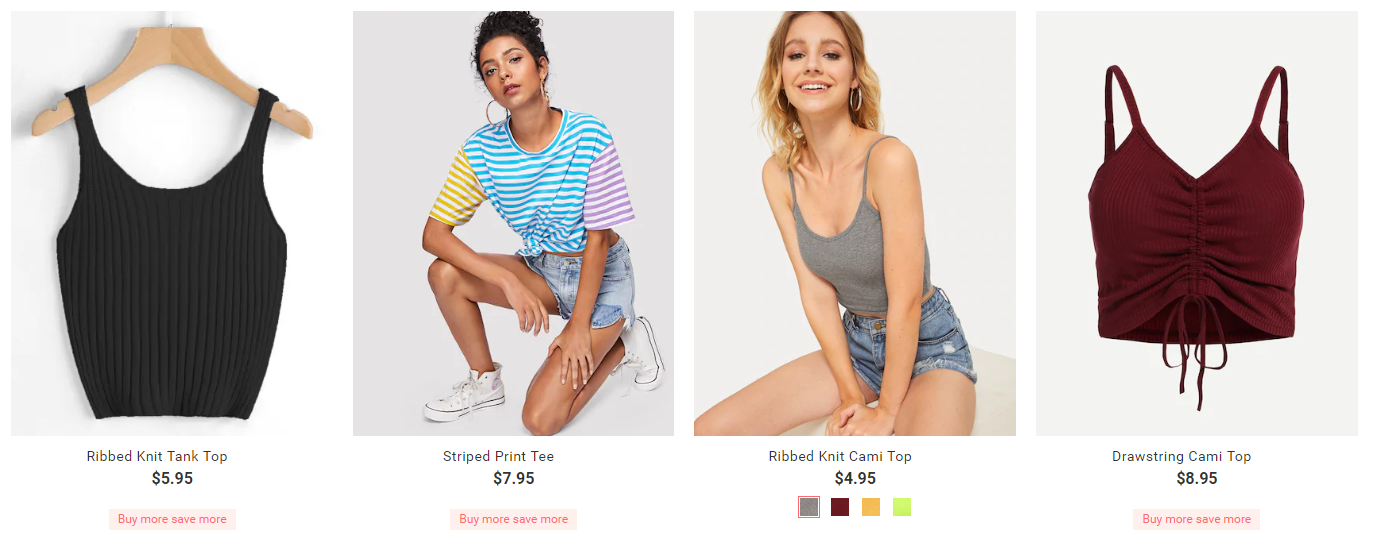 Ribbed Knit Tank Top
$5.95
Buy more save more
Striped Print Tee
$7.95
Buy more save more
Ribbed Knit Cami Top
$4.95
Drawstring Cami Top
$8.95
Buy more save more